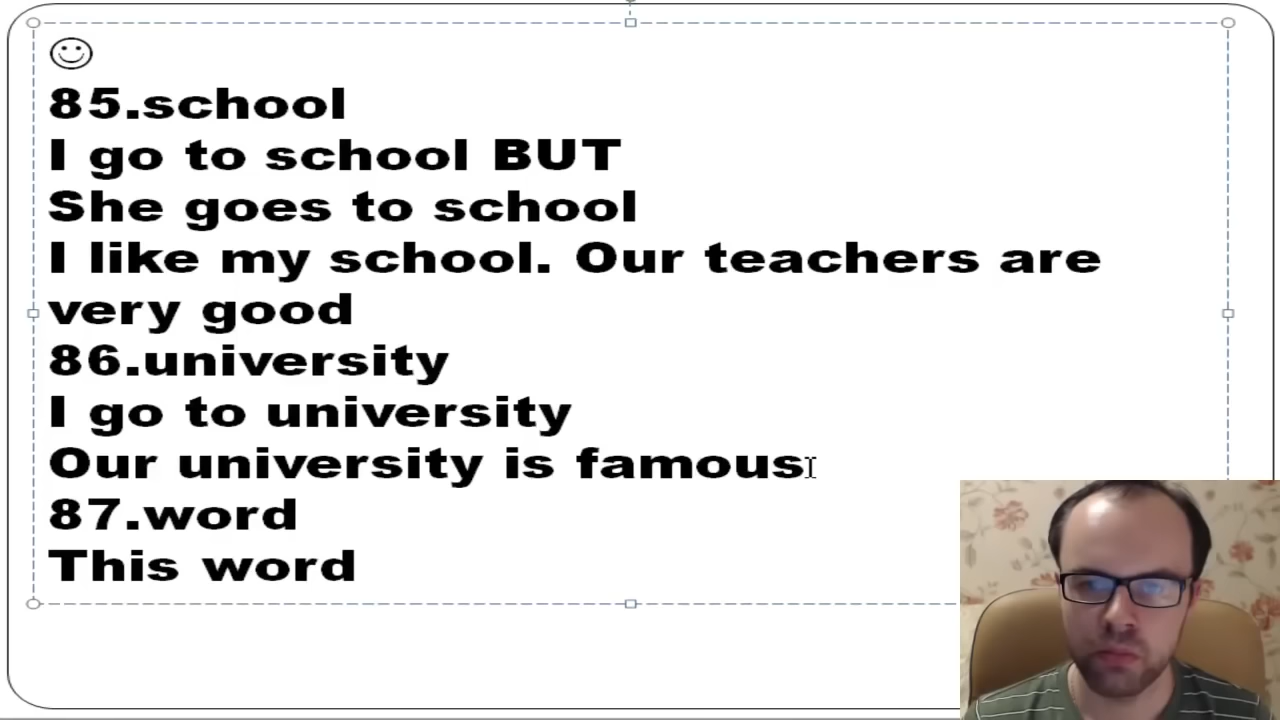 85.school
I go to school BUT
She goes to school
I like my school. Our teachers are
very good
86.university
I go to university
Our university is famous
87.word
This word